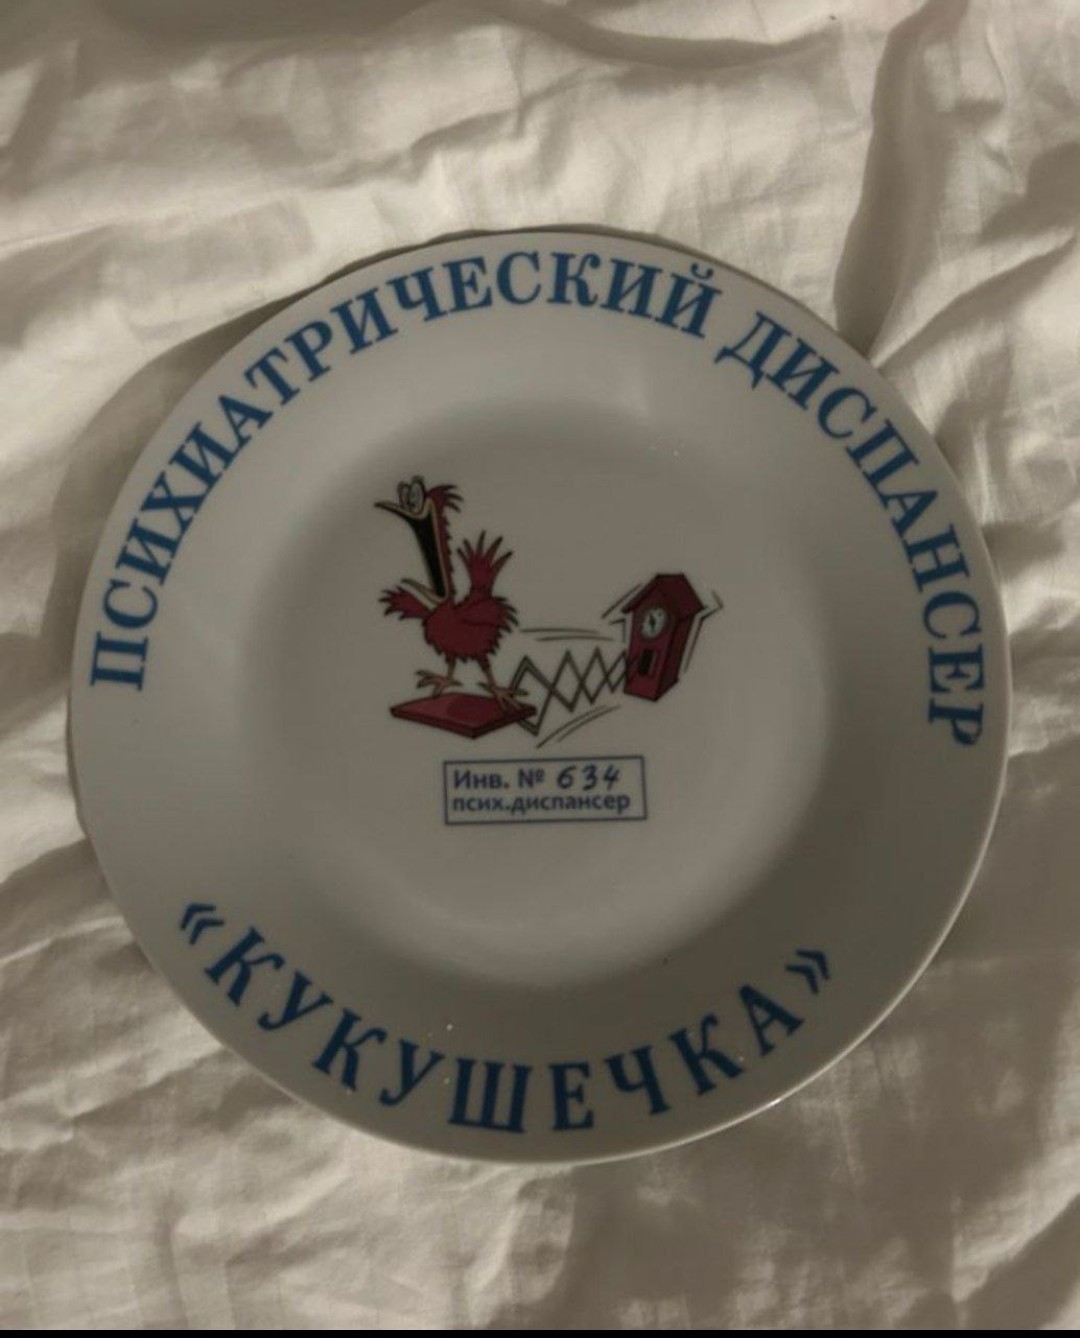 ПСИХИАТРИЧЕСКИЙ ДИСПАНСЕР
Инв. № 634
псих.диспансер
«КУКУШЕЧКА»